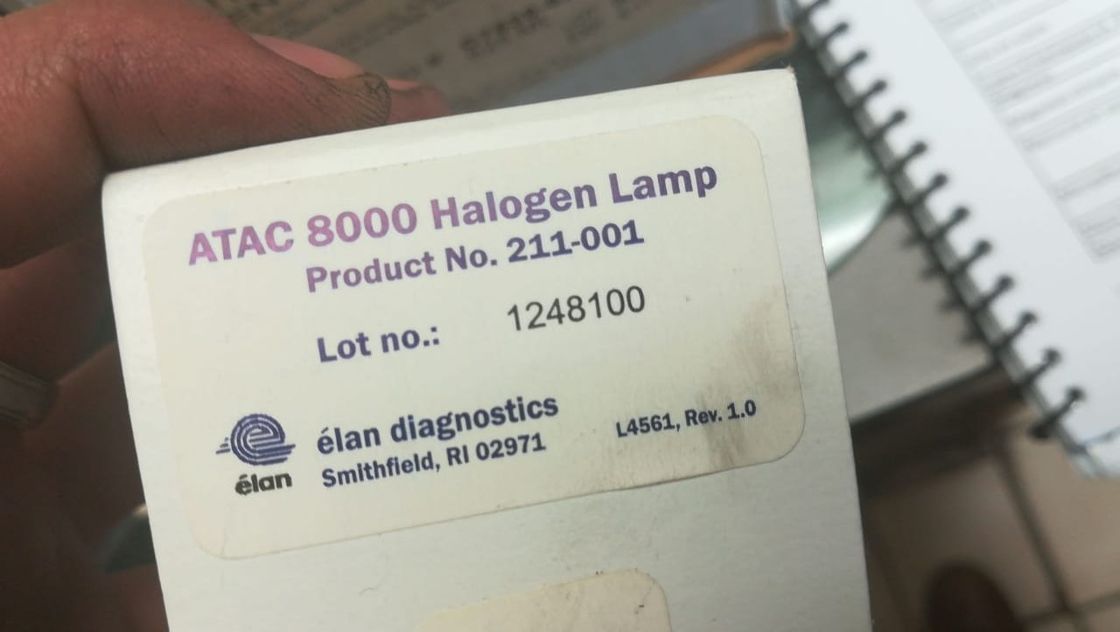 ATAC 8000 Halogen Lamp
Product No. 211-001
Lot no.: 1248100
élan
élan diagnostics
Smithfield, RI 02971
L4561, Rev. 1.0